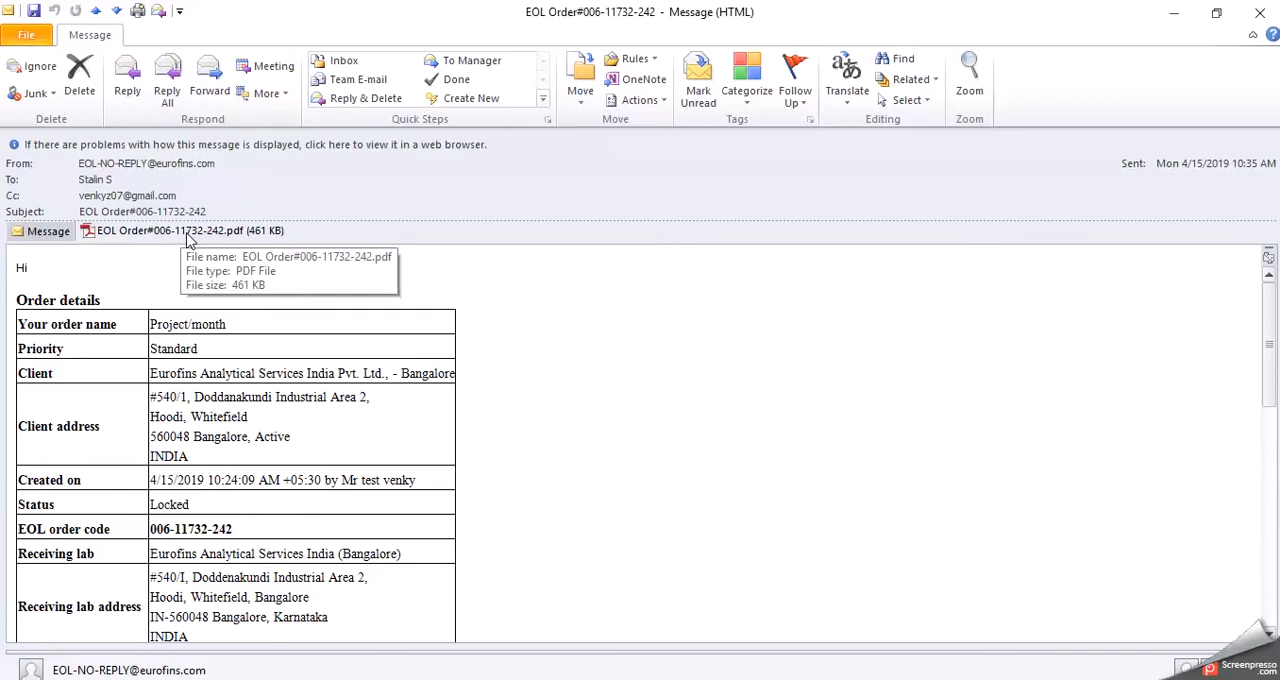 EOL Order#006-11732-242 - Message (HTML)
File Message
Ignore Delete Reply Reply All Forward Meeting
Junk More
Inbox To Manager
Team E-mail Done
Reply & Delete Create New
Move Rules OneNote Actions
Mark Unread Categorize Follow Up
Translate Find Related Select Zoom
Delete Respond Quick Steps Move Tags Editing Zoom
If there are problems with how this message is displayed, click here to view it in a web browser.
From: EOL-NO-REPLY@eurofins.com Sent: Mon 4/15/2019 10:35 AM
To: Stalin S
Cc: venkyz07@gmail.com
Subject: EOL Order#006-11732-242
Message EOL Order#006-11732-242.pdf (461 KB)
File name: EOL Order#006-11732-242.pdf
File type: PDF File
File size: 461 KB
Hi
Order details
Your order name Project/month
Priority Standard
Client Eurofins Analytical Services India Pvt. Ltd., - Bangalore
Client address #540/1, Doddanakundi Industrial Area 2,
Hoodi, Whitefield
560048 Bangalore, Active
INDIA
Created on 4/15/2019 10:24:09 AM +05:30 by Mr test venky
Status Locked
EOL order code 006-11732-242
Receiving lab Eurofins Analytical Services India (Bangalore)
Receiving lab address #540/I, Doddenakundi Industrial Area 2,
Hoodi, Whitefield, Bangalore
IN-560048 Bangalore, Karnataka
INDIA
EOL-NO-REPLY@eurofins.com
Screenpresso
.com